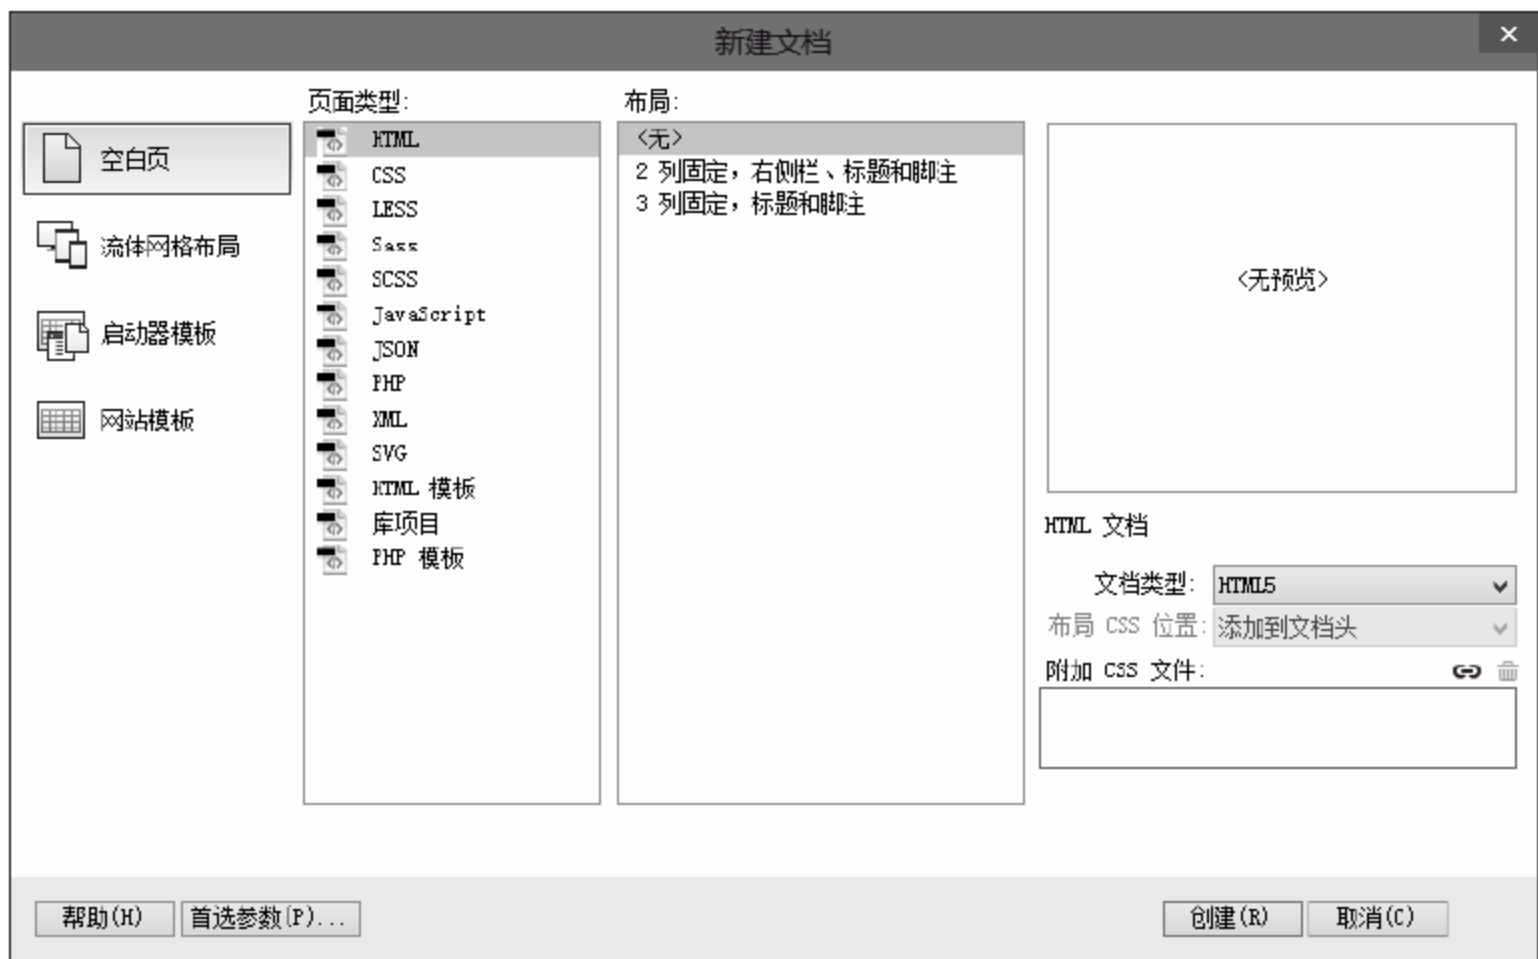 新建文档
空白页
流体网格布局
启动器模板
网站模板
页面类型:
HTML
CSS
LESS
Sass
SCSS
JavaScript
JSON
PHP
XML
SVG
HTML 模板
库项目
PHP 模板
布局:
<无>
2 列固定，右侧栏、标题和脚注
3 列固定，标题和脚注
<无预览>
HTML 文档
文档类型: HTML5
布局 CSS 位置: 添加到文档头
附加 CSS 文件:
帮助(H) 首选参数(P)... 创建(R) 取消(C)